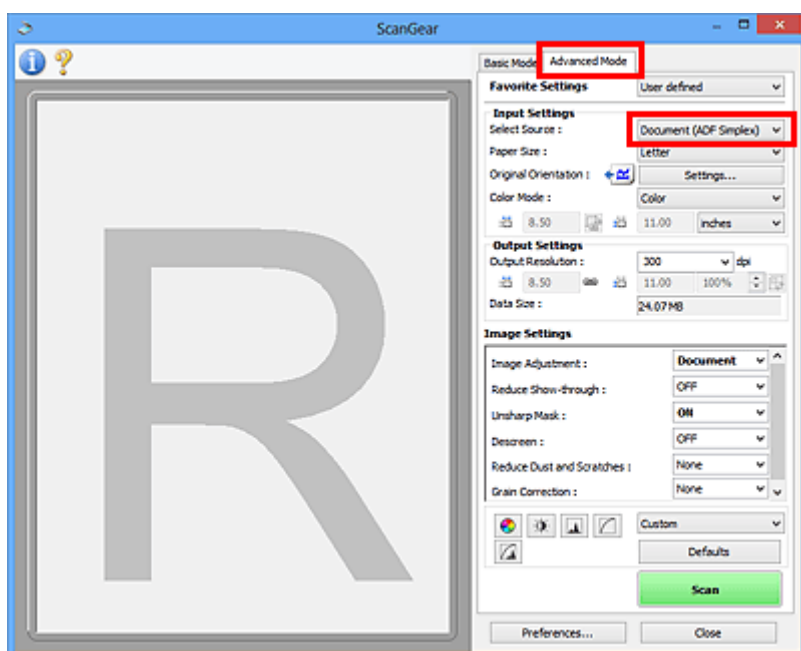 ScanGear
Basic Mode Advanced Mode
Favorite Settings User defined
Input Settings
Select Source : Document (ADF Simplex)
Paper Size : Letter
Original Orientation : Settings...
Color Mode : Color
8.50 11.00 inches
Output Settings
Output Resolution : 300 dpi
8.50 11.00 100%
Data Size : 24.07 MB
Image Settings
Image Adjustment : Document
Reduce Show-through : OFF
Unsharp Mask : ON
Descreen : OFF
Reduce Dust and Scratches : None
Grain Correction : None
Custom
Defaults
Scan
Preferences... Close
R